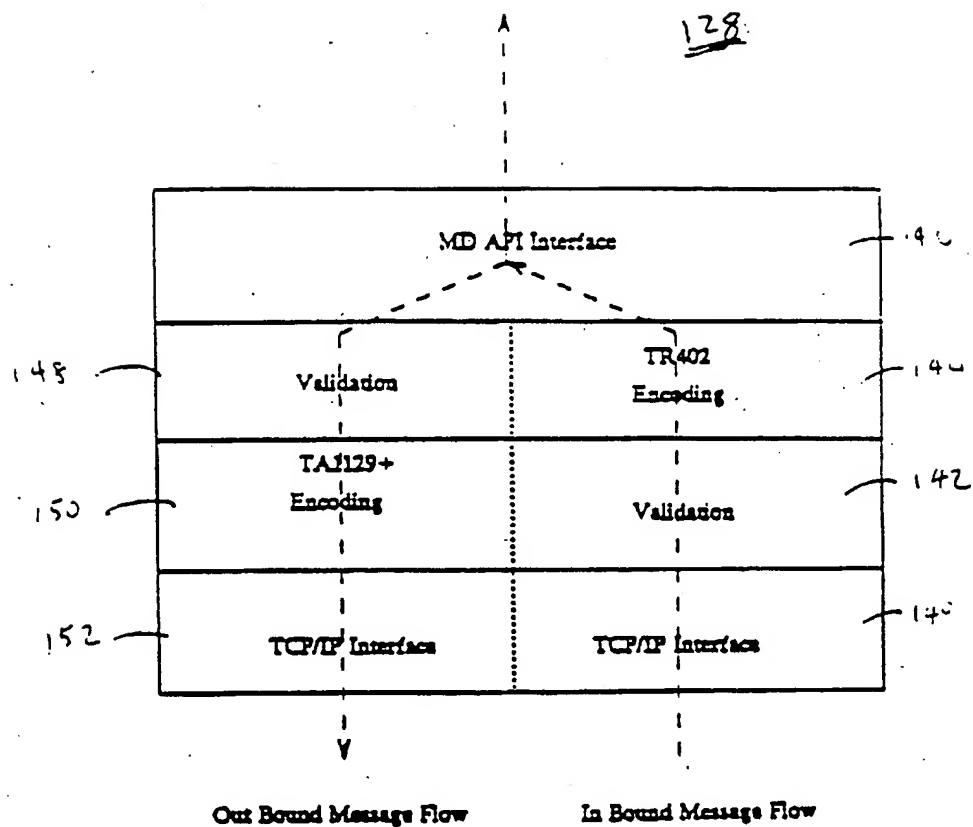 128
MD API Interface
148
Validation
TR402
Encoding
150
TA1129+
Encoding
142
Validation
152
TCP/IP Interface
TCP/IP Interface
Out Bound Message Flow
In Bound Message Flow